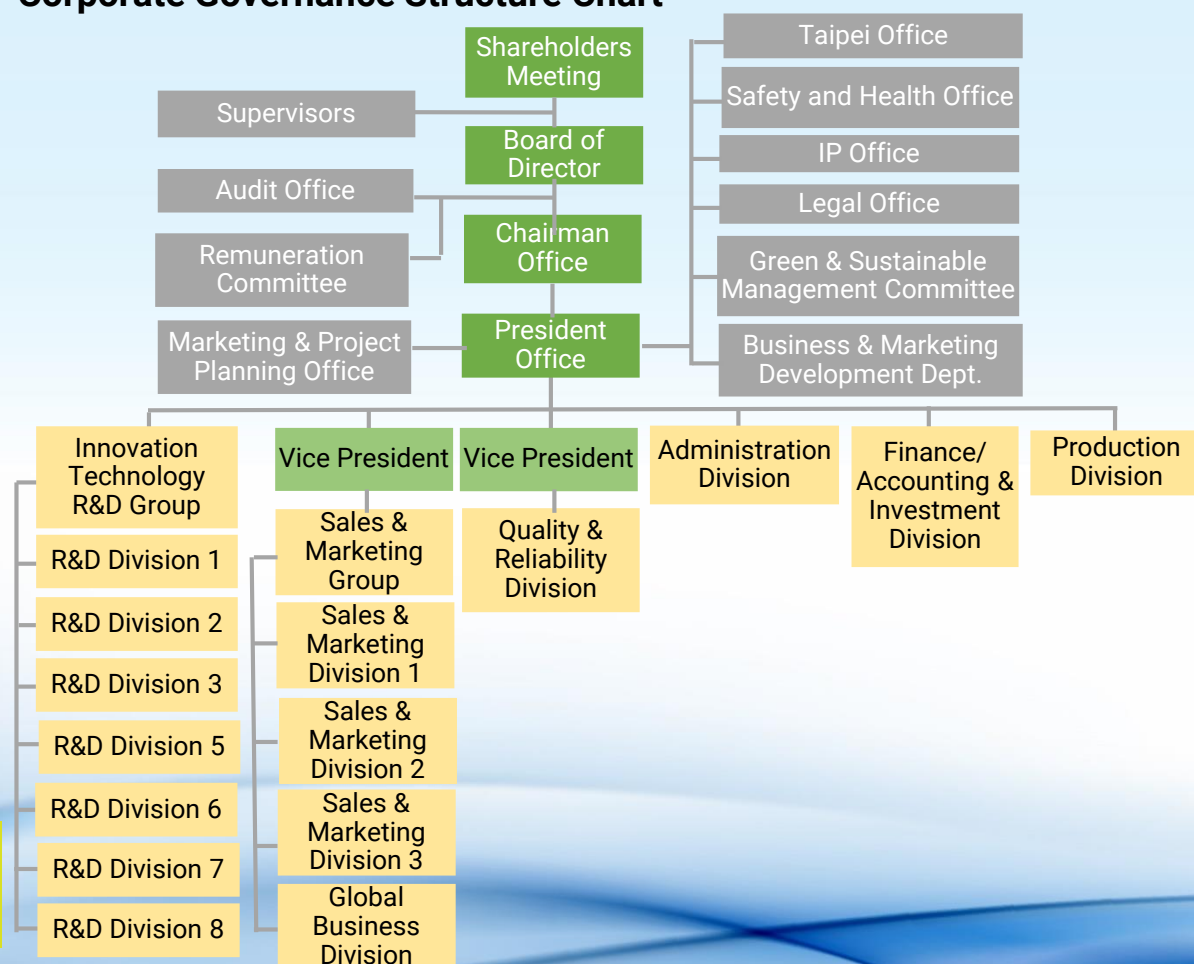 Corporate Governance Structure Chart
Shareholders
Meeting
Supervisors
Board of
Director
Audit Office
Remuneration
Committee
Chairman
Office
Marketing & Project
Planning Office
President
Office
Taipei Office
Safety and Health Office
IP Office
Legal Office
Green & Sustainable
Management Committee
Business & Marketing
Development Dept.
Innovation
Technology
R&D Group
R&D Division 1
R&D Division 2
R&D Division 3
R&D Division 5
R&D Division 6
R&D Division 7
R&D Division 8
Vice President
Sales &
Marketing
Group
Sales &
Marketing
Division 1
Sales &
Marketing
Division 2
Sales &
Marketing
Division 3
Global
Business
Division
Vice President
Quality &
Reliability
Division
Administration
Division
Finance/
Accounting &
Investment
Division
Production
Division